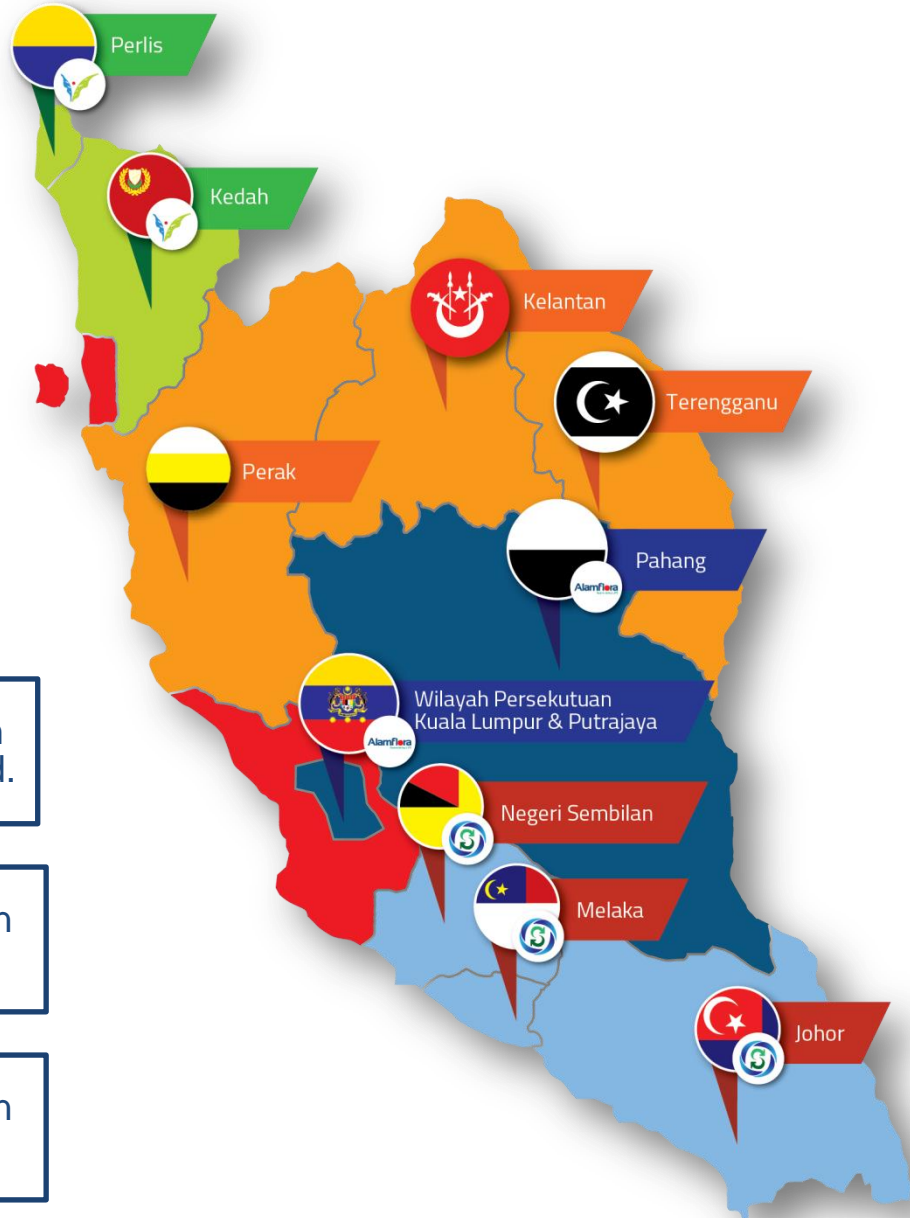 Perlis
Kedah
Kelantan
Terengganu
Perak
Pahang
Alamflora
Wilayah Persekutuan
Kuala Lumpur & Putrajaya
Alamflora
Negeri Sembilan
Melaka
Johor